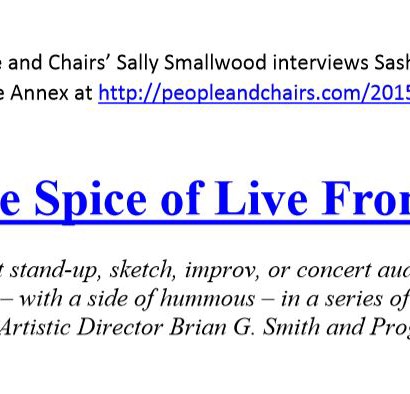 e and Chairs’ Sally Smallwood interviews Sash
e Annex at http://peopleandchairs.com/2015
e Spice of Live From
t stand-up, sketch, improv, or concert aud
– with a side of hummous – in a series of
Artistic Director Brian G. Smith and Prog